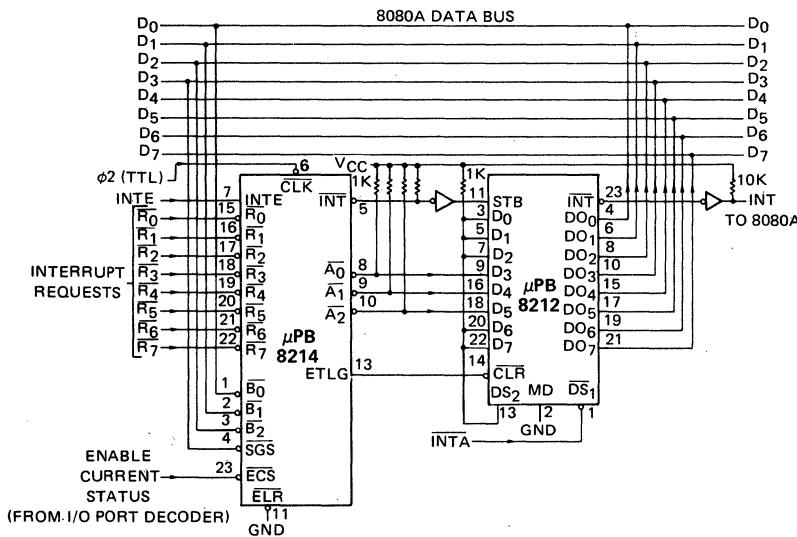 8080A DATA BUS
D0 D0
D1 D1
D2 D2
D3 D3
D4 D4
D5 D5
D6 D6
D7 D7
φ2 (TTL)
6
CLK
VCC
1K
1K
10K
INTE 7 INTE
INT 5
11 STB
INT 23
INT
TO 8080A
R0 15 R0
R1 16 R1
R2 17 R2
R3 18 R3
R4 19 R4
R5 20 R5
R6 21 R6
R7 22 R7
INTERRUPT
REQUESTS
A0 8
A1 9
A2 10
μPB
8214
ETLG 13
1 B0
2 B1
3 B2
4 SGS
23 ECS
ELR
11
GND
ENABLE
CURRENT
STATUS
(FROM I/O PORT DECODER)
3 D0
5 D1
7 D2
9 D3
16 D4
18 D5
20 D6
22 D7
14 CLR
μPB
8212
DO0 4
DO1 6
DO2 8
DO3 10
DO4 15
DO5 17
DO6 19
DO7 21
DS2 MD DS1
13 2 1
GND
INTA